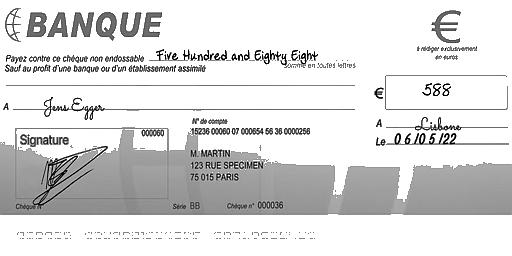 BANQUE
€
à rédiger exclusivement
en euros
Payez contre ce chèque non endossable Five Hundred and Eighty Eight
Sauf au profit d'une banque ou d'un établissement assimilé
somme en toutes lettres
€ 588
A Jens Egger
A Lisbone
Le 06/05/22
Signature
000060
N° de compte
15236 00060 07 000654 56 36 0000256
M. MARTIN
123 RUE SPECIMEN
75 015 PARIS
Chèque N°
Série BB
Chèque n° 000036